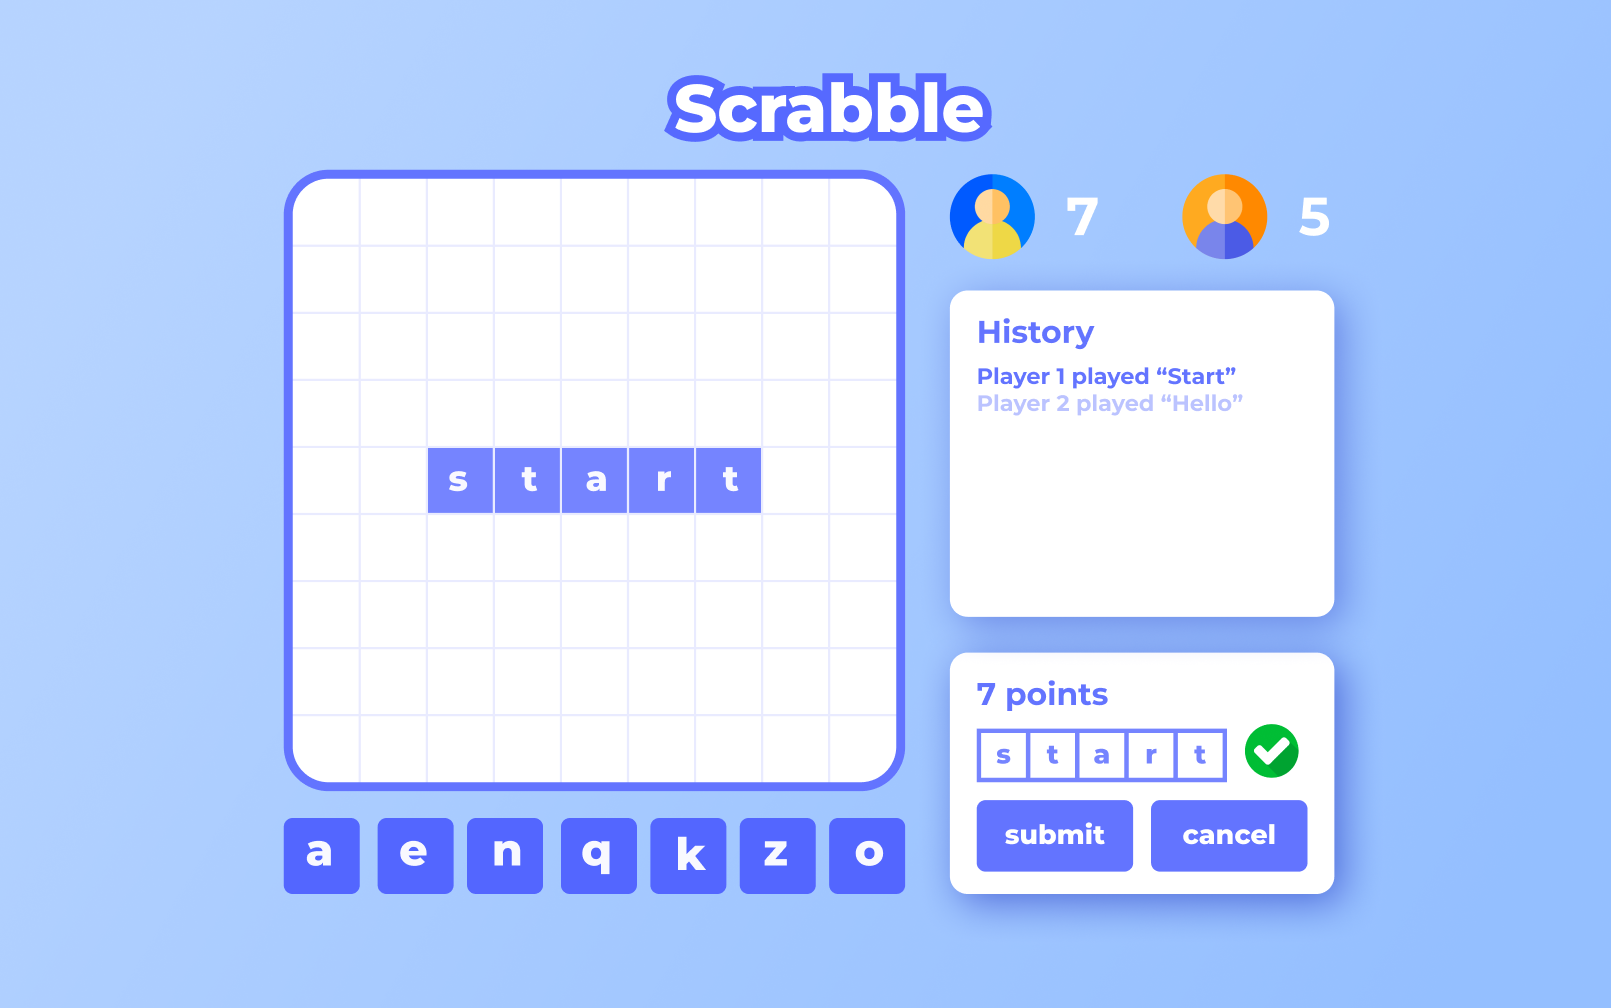 Scrabble
7 5
History
Player 1 played “Start”
Player 2 played “Hello”
s t a r t
7 points
s t a r t
submit cancel
a e n q k z o